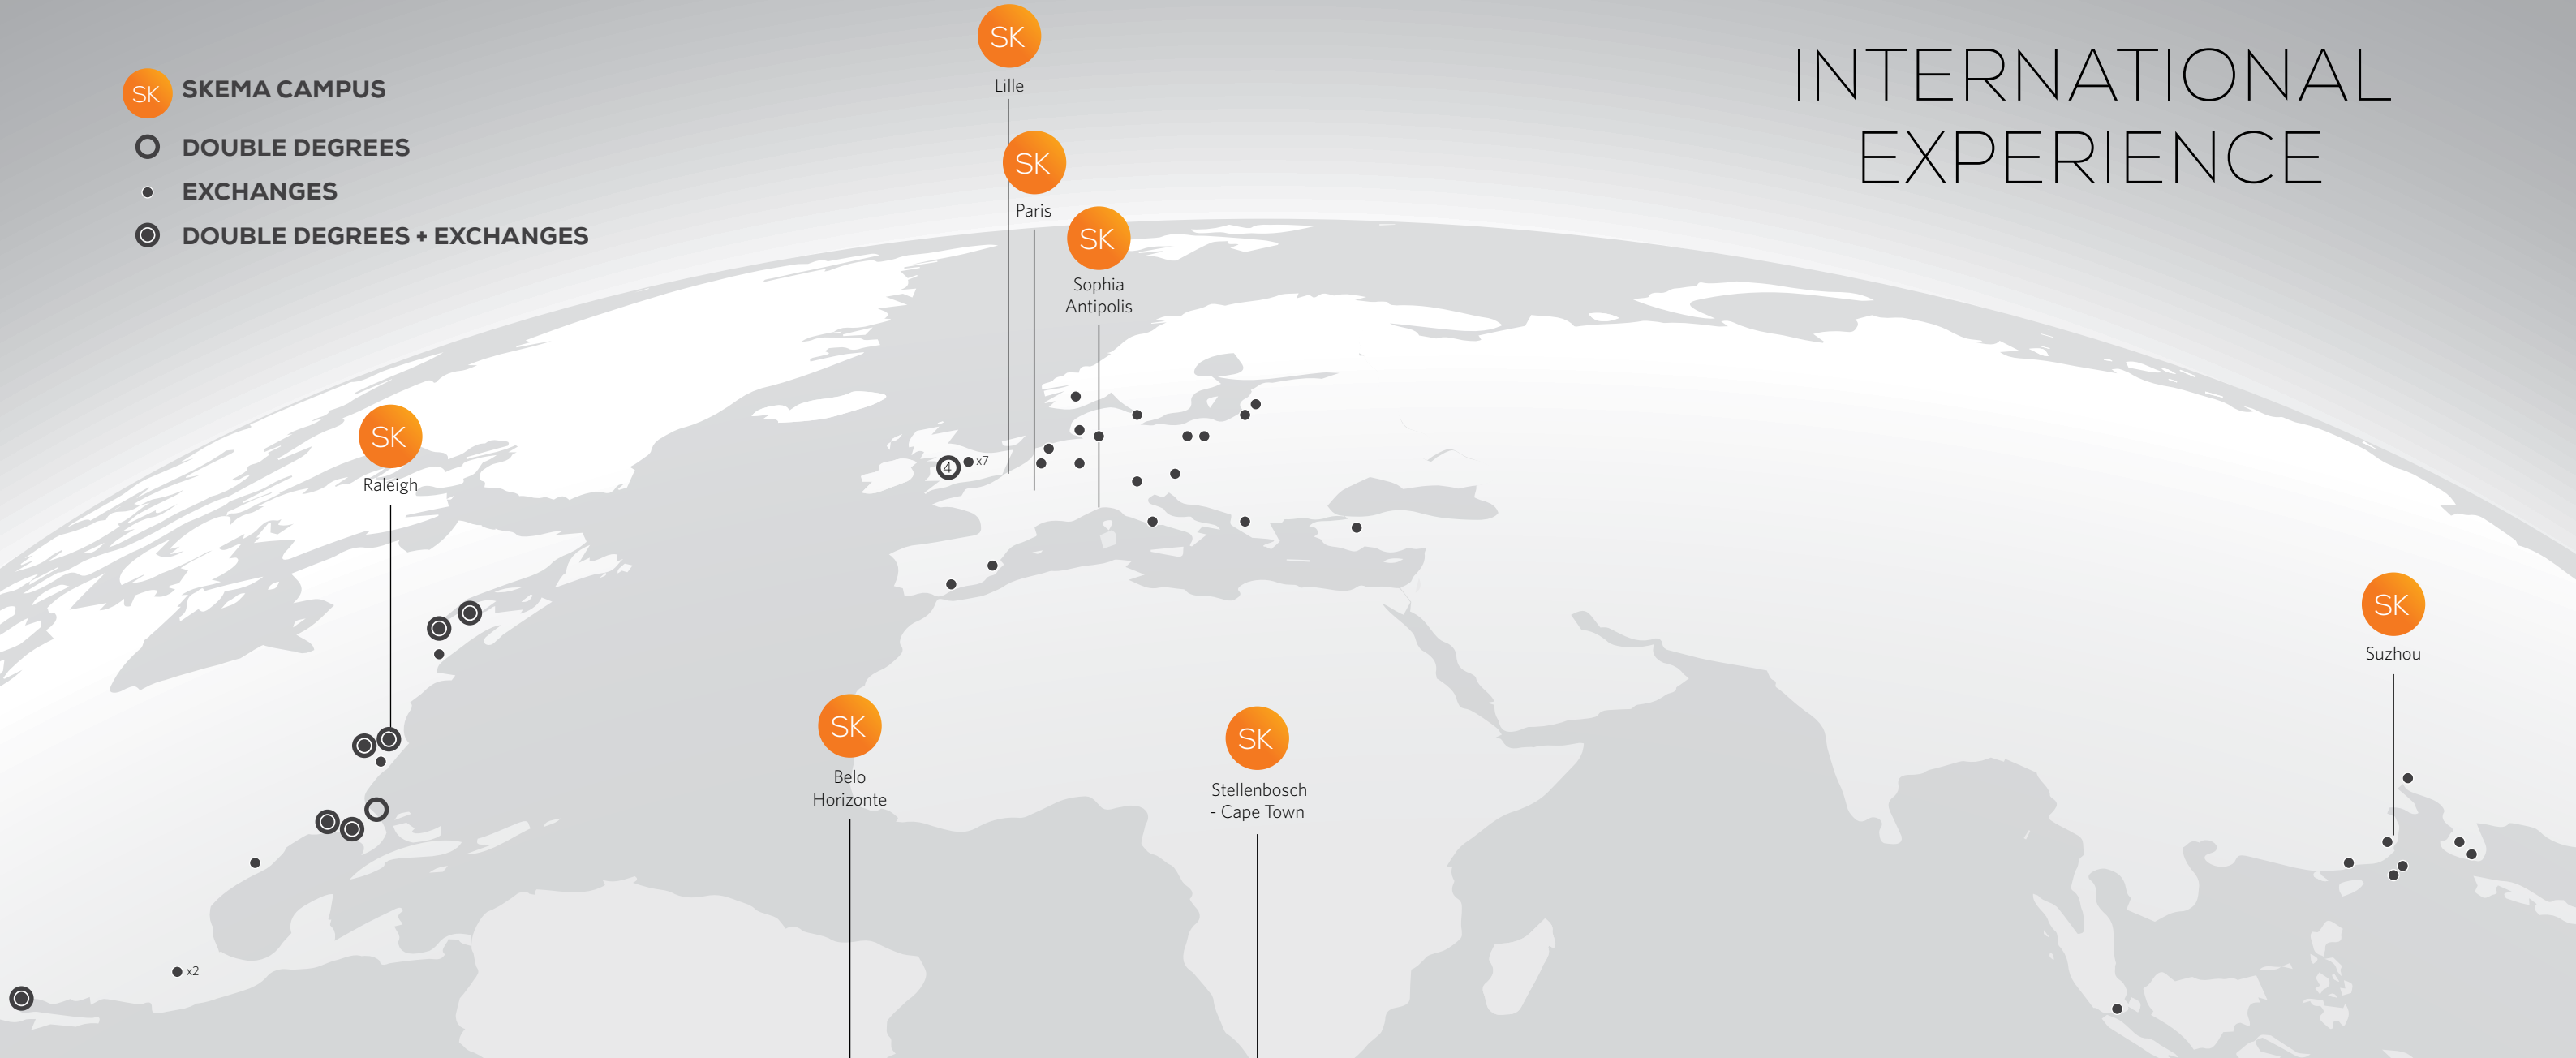 SK SKEMA CAMPUS
DOUBLE DEGREES
EXCHANGES
DOUBLE DEGREES + EXCHANGES
INTERNATIONAL
EXPERIENCE
SK
Lille
SK
Paris
SK
Sophia
Antipolis
SK
Raleigh
4 x7
SK
Belo
Horizonte
SK
Stellenbosch
- Cape Town
SK
Suzhou
x2